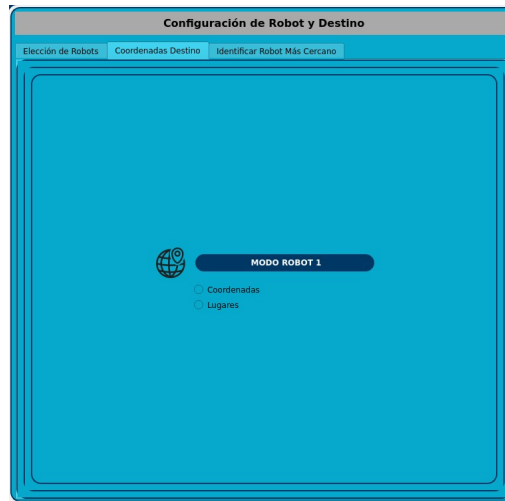 Configuración de Robot y Destino
Elección de Robots Coordenadas Destino Identificar Robot Más Cercano
MODO ROBOT 1
Coordenadas
Lugares